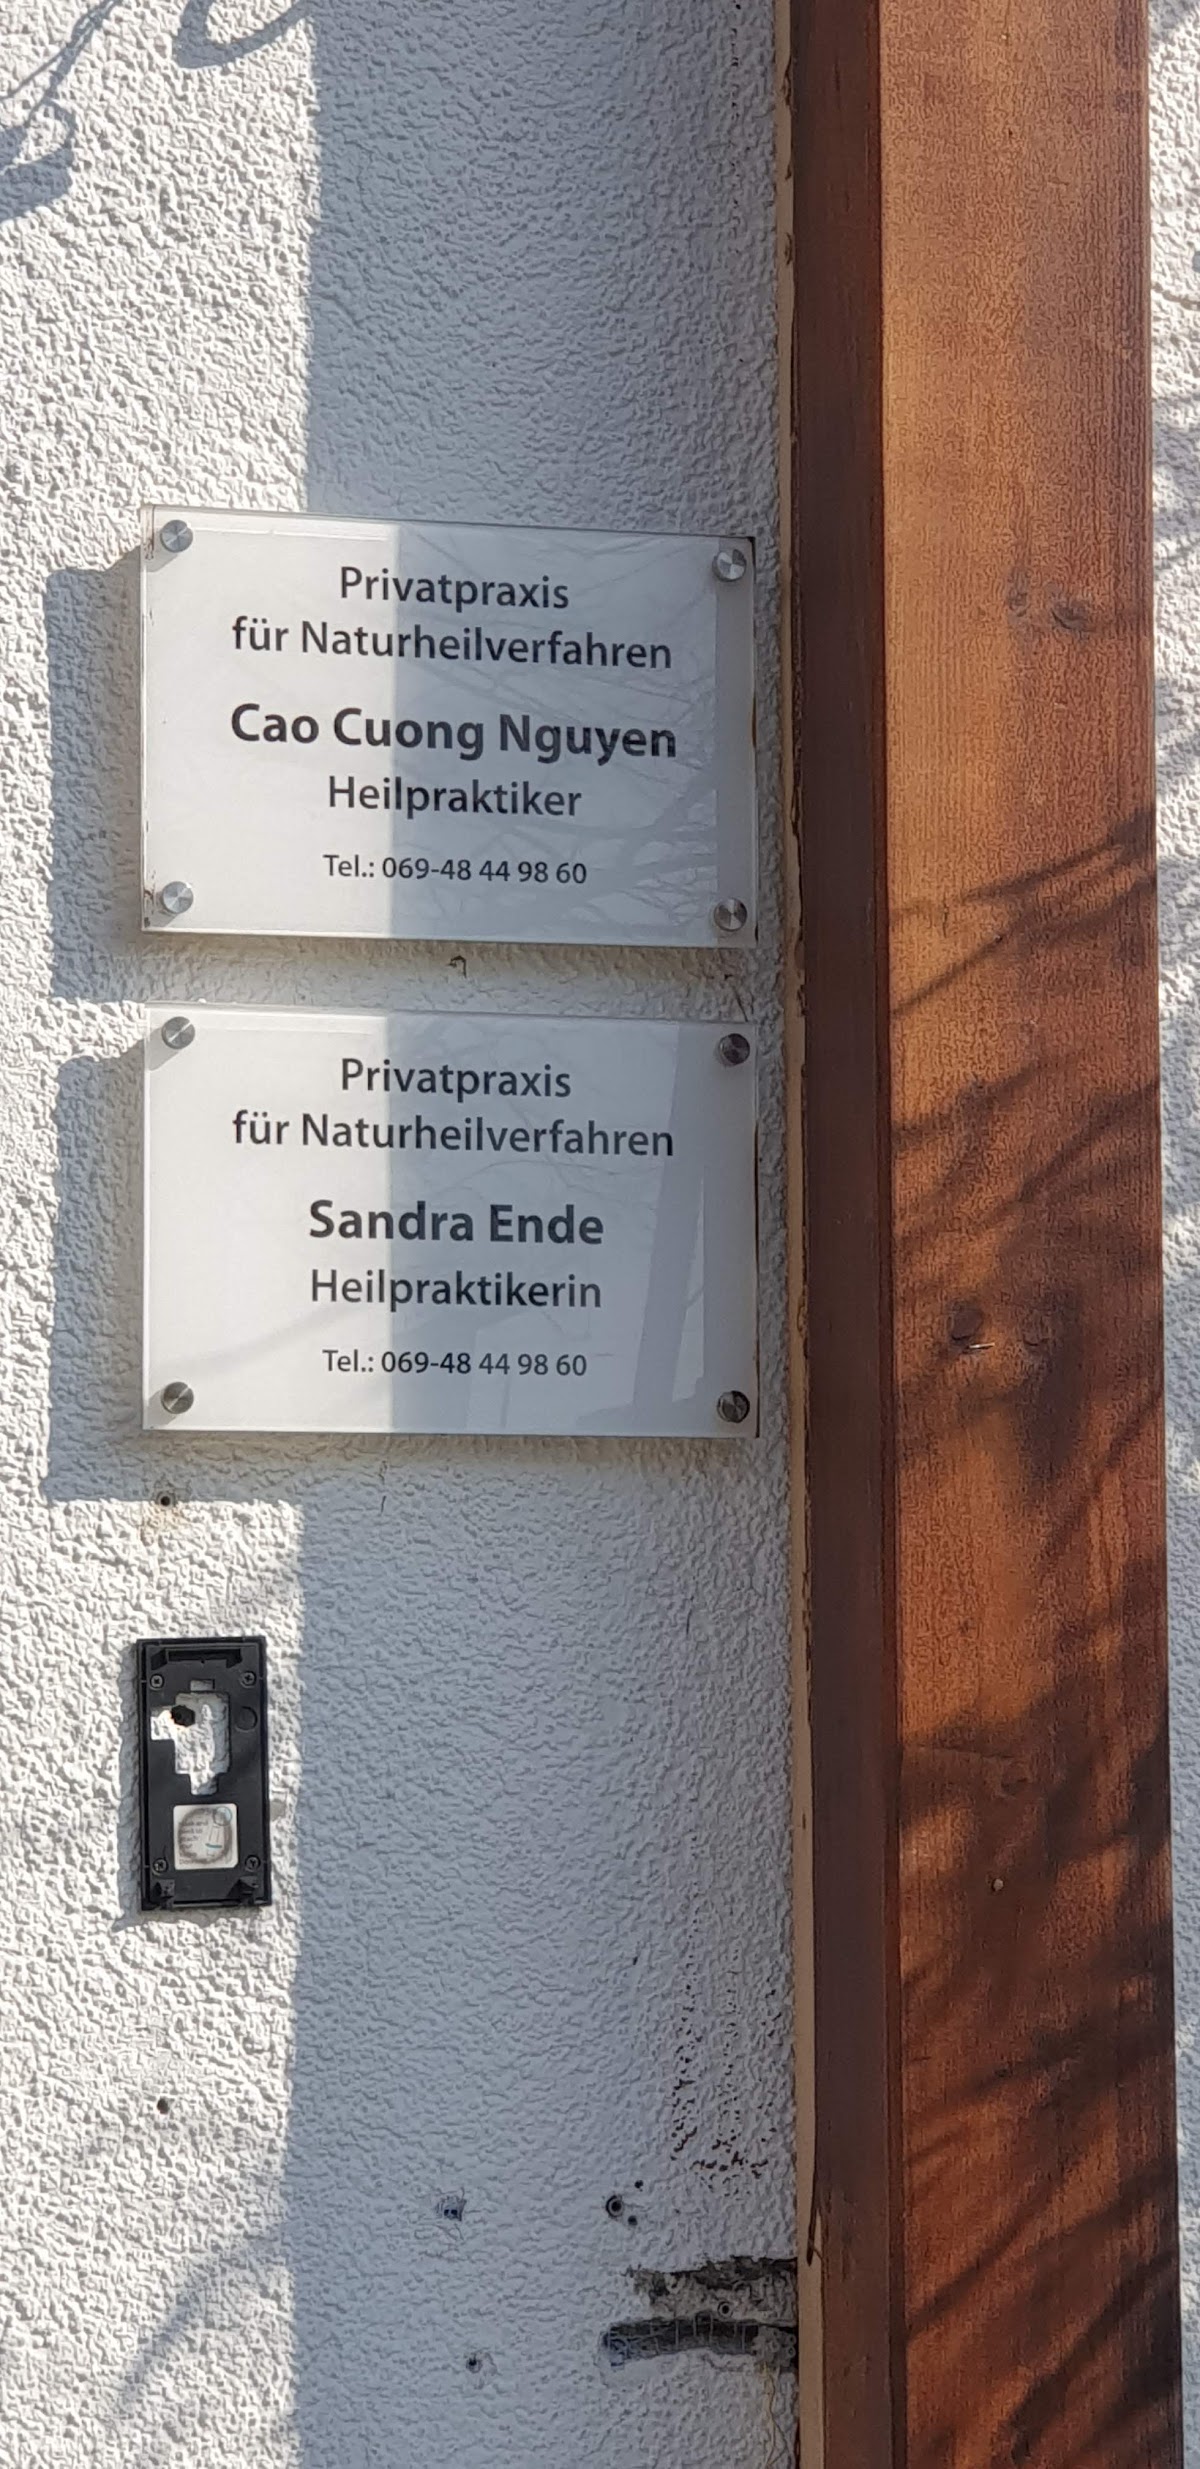 Privatpraxis
für Naturheilverfahren
Cao Cuong Nguyen
Heilpraktiker
Tel.: 069-48 44 98 60
Privatpraxis
für Naturheilverfahren
Sandra Ende
Heilpraktikerin
Tel.: 069-48 44 98 60